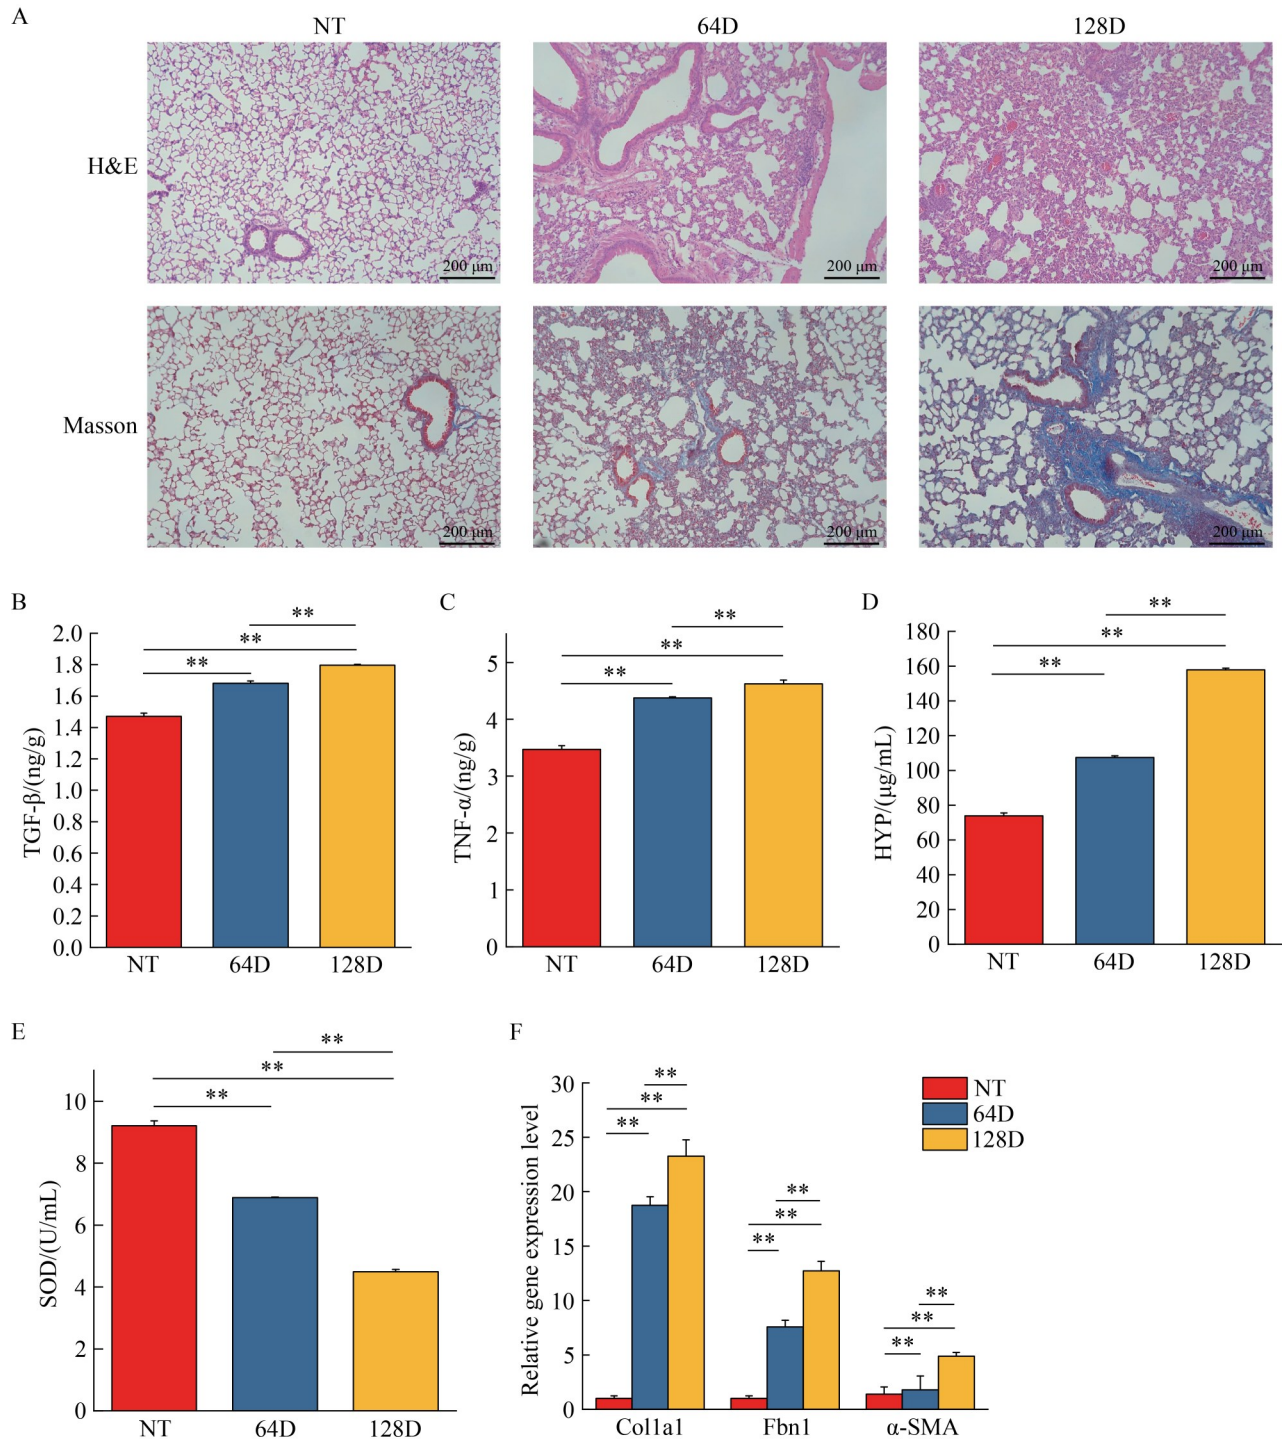 A
NT 64D 128D
H&E
200 μm 200 μm 200 μm
Masson
200 μm 200 μm 200 μm
B
**
**
**
TGF-β/(ng/g)
2.0
1.8
1.6
1.4
1.2
1.0
0.8
0.6
0.4
0.2
0.0
NT 64D 128D
C
**
**
**
TNF-α/(ng/g)
5
4
3
2
1
0
NT 64D 128D
D
**
**
**
HYP/(μg/mL)
180
160
140
120
100
80
60
40
20
0
NT 64D 128D
E
**
**
**
SOD/(U/mL)
10
8
6
4
2
0
NT 64D 128D
F
**
**
**
**
**
**
**
**
**
Relative gene expression level
30
25
20
15
10
5
0
Col1a1 Fbn1 α-SMA
NT
64D
128D